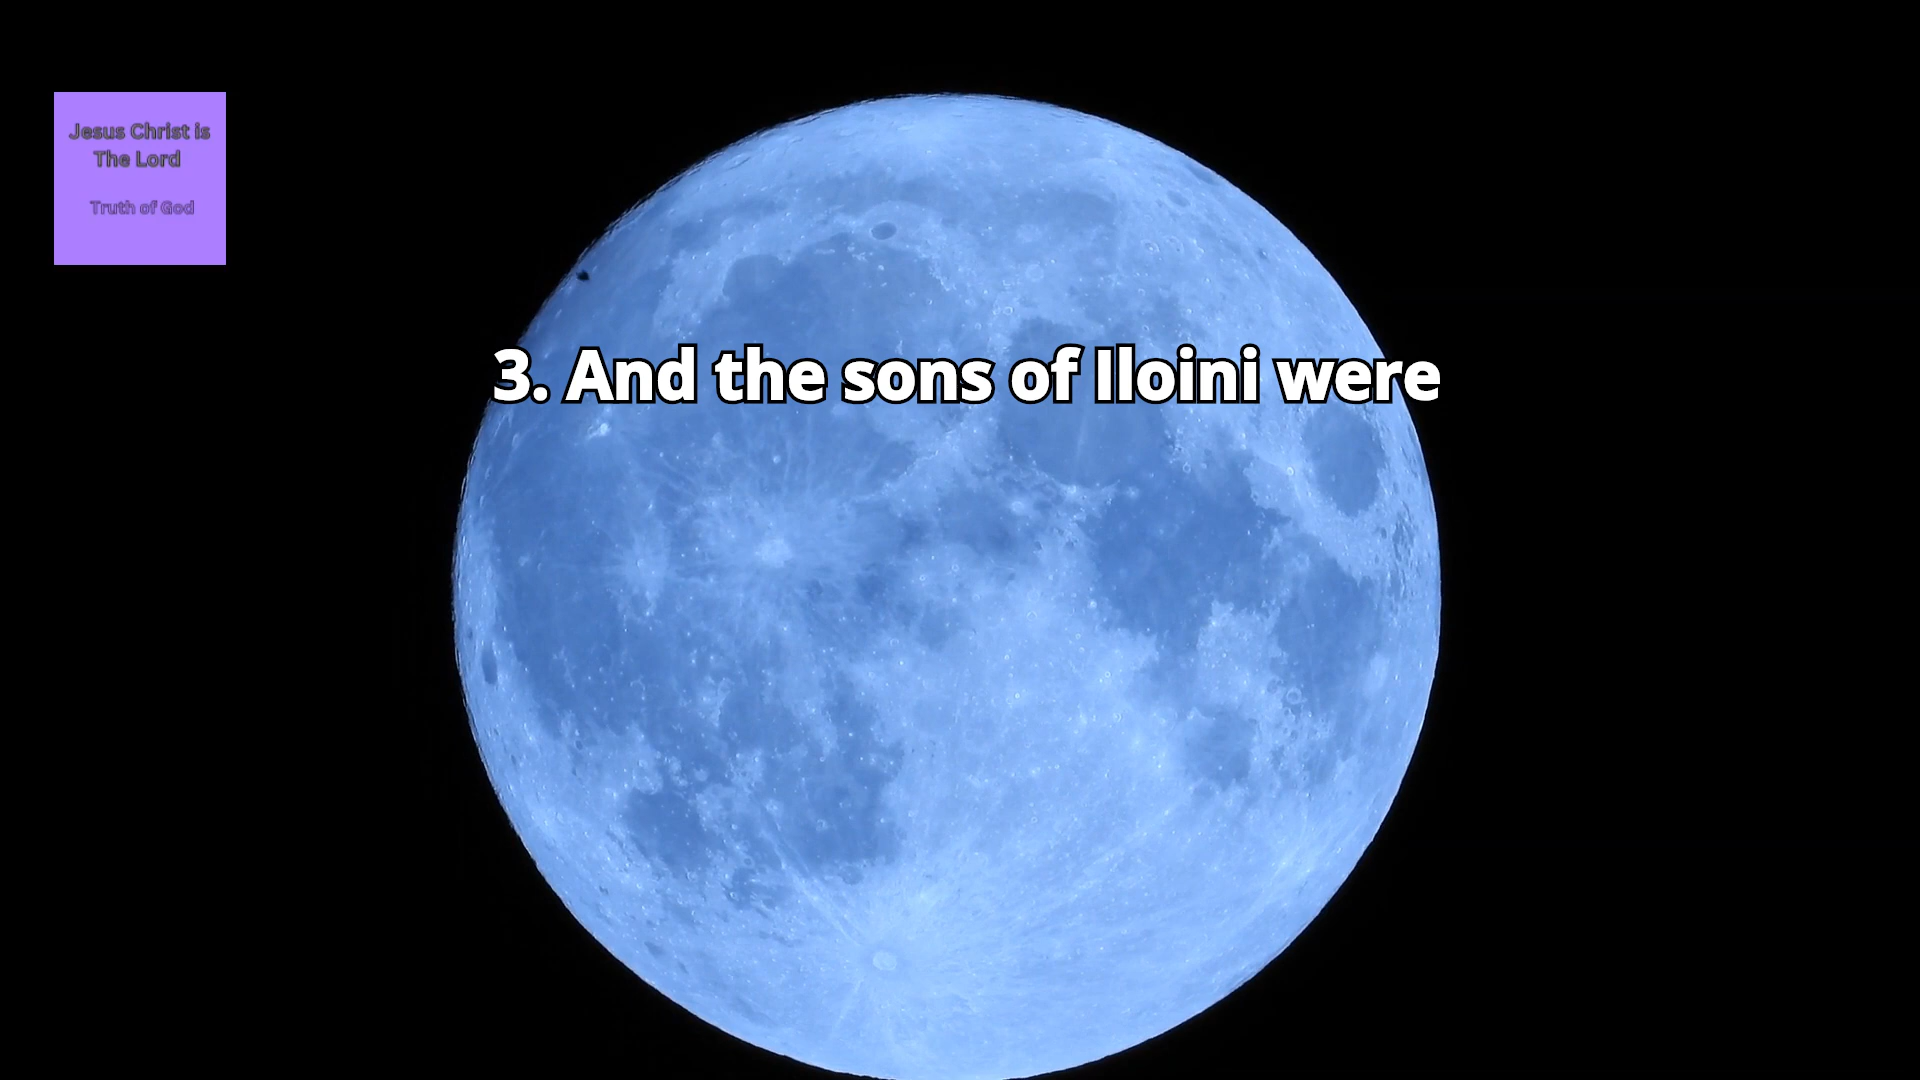 Jesus Christ is
The Lord
Truth of God
3. And the sons of Iloini were